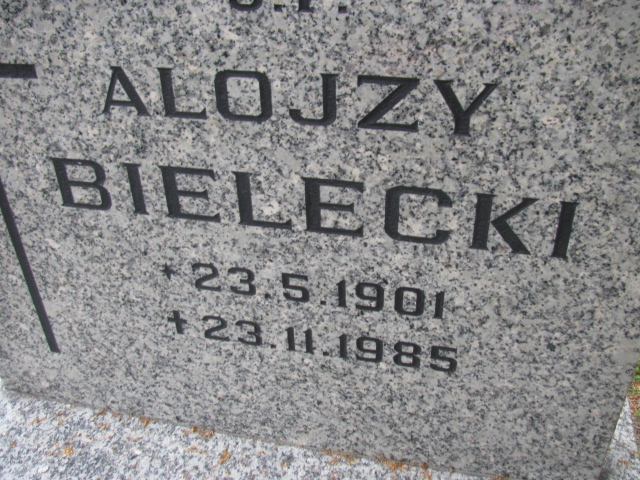 Ś.P.
ALOJZY
BIELECKI
* 23.5.1901
✝ 23.11.1985